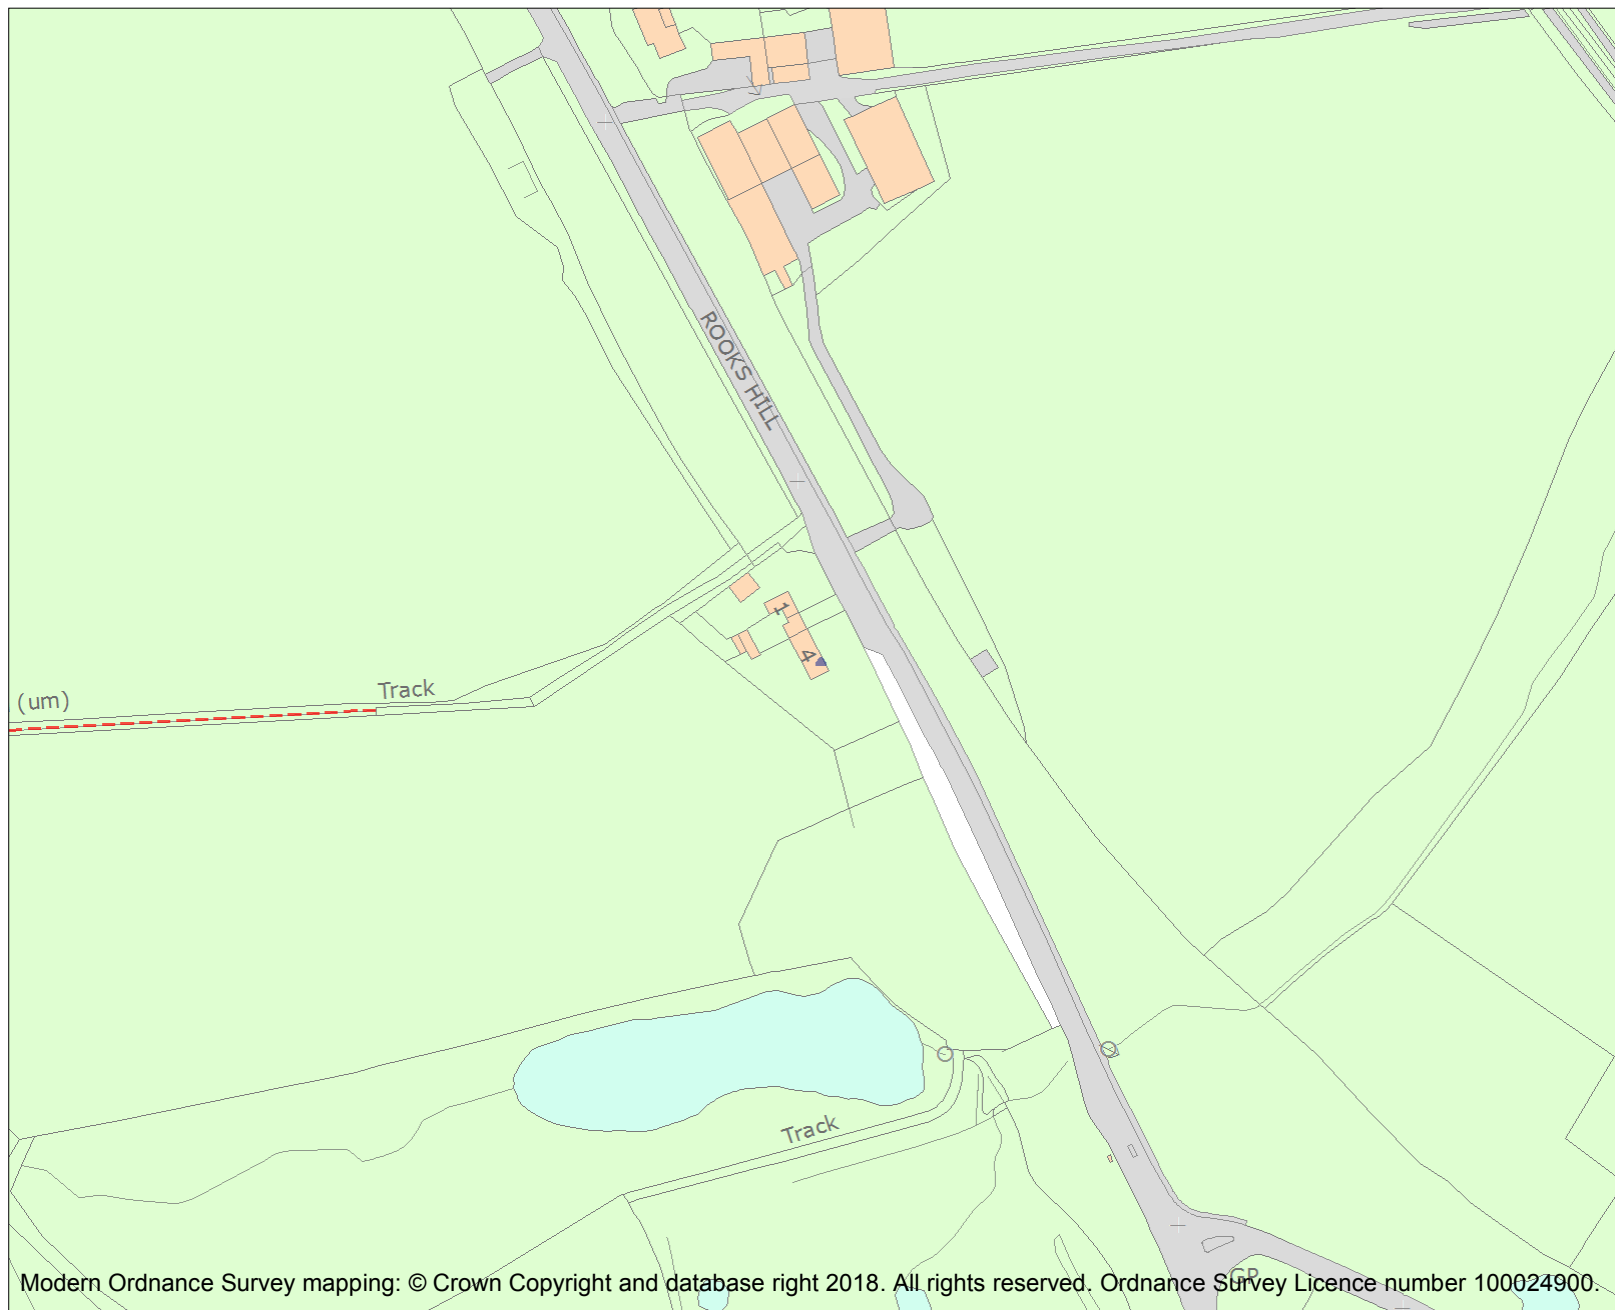 ROOKS HILL
1
4
(um)
Track
Track
GP
Modern Ordnance Survey mapping: © Crown Copyright and database right 2018. All rights reserved. Ordnance Survey Licence number 100024900.